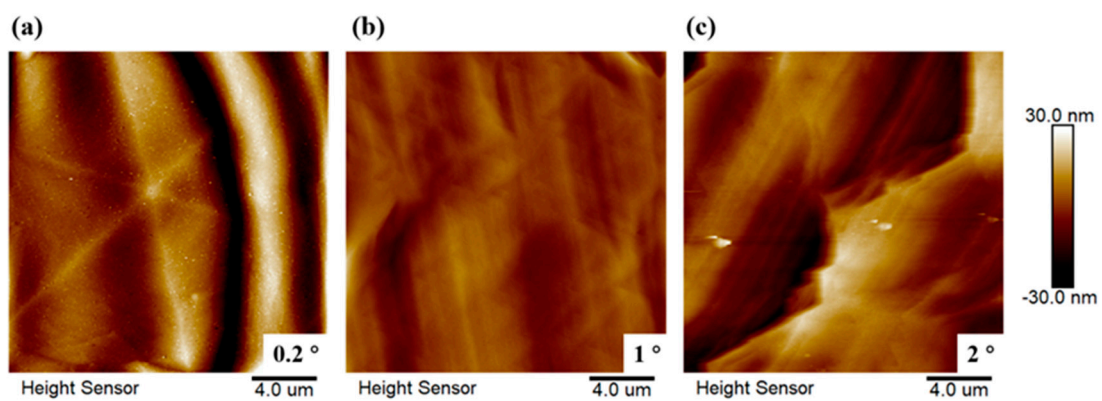 (a) (b) (c)
30.0 nm
-30.0 nm
0.2 ° 1 ° 2 °
Height Sensor 4.0 um Height Sensor 4.0 um Height Sensor 4.0 um